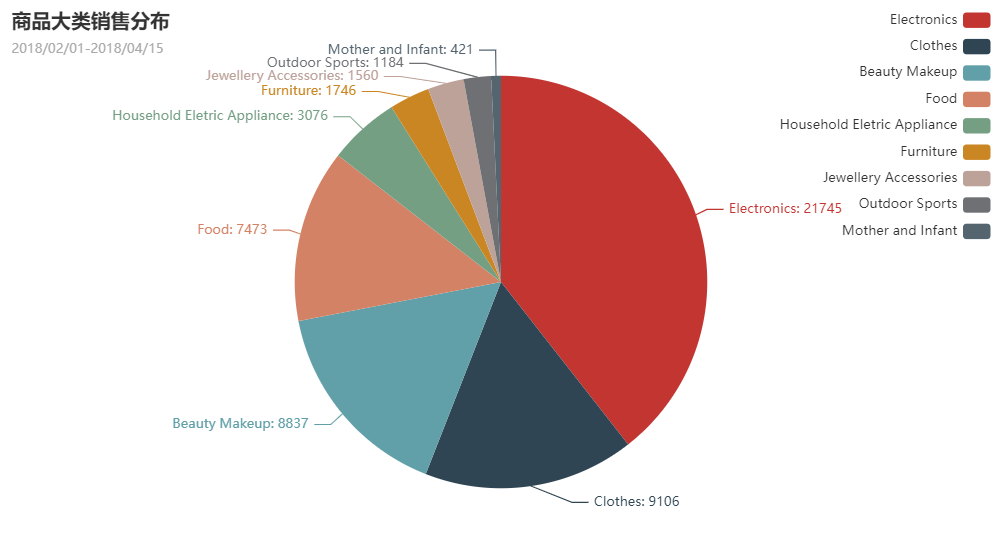 商品大类销售分布
2018/02/01-2018/04/15
Electronics
Clothes
Beauty Makeup
Food
Household Eletric Appliance
Furniture
Jewellery Accessories
Outdoor Sports
Mother and Infant
Mother and Infant: 421
Outdoor Sports: 1184
Jewellery Accessories: 1560
Furniture: 1746
Household Eletric Appliance: 3076
Electronics: 21745
Food: 7473
Beauty Makeup: 8837
Clothes: 9106